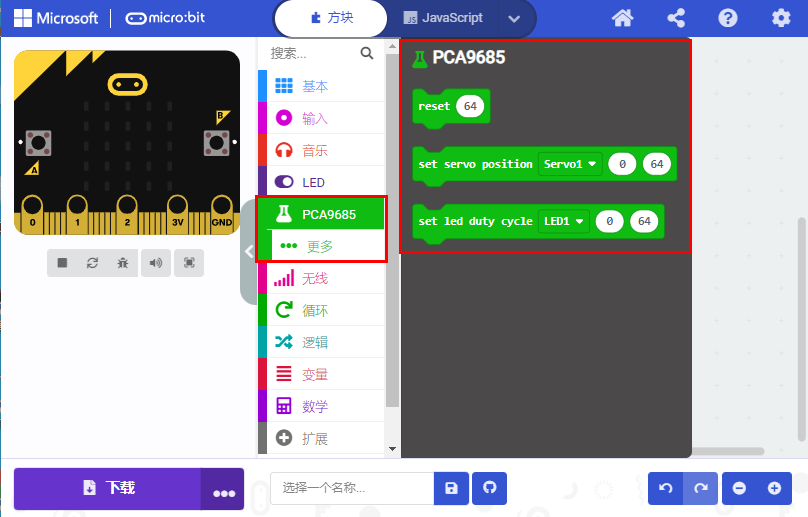 Microsoft micro:bit 方块 JavaScript
搜索...
基本
输入
音乐
LED
PCA9685
更多
无线
循环
逻辑
变量
数学
扩展
PCA9685
reset 64
set servo position Servo1 0 64
set led duty cycle LED1 0 64
B
A
0 1 2 3V GND
下载
选择一个名称...